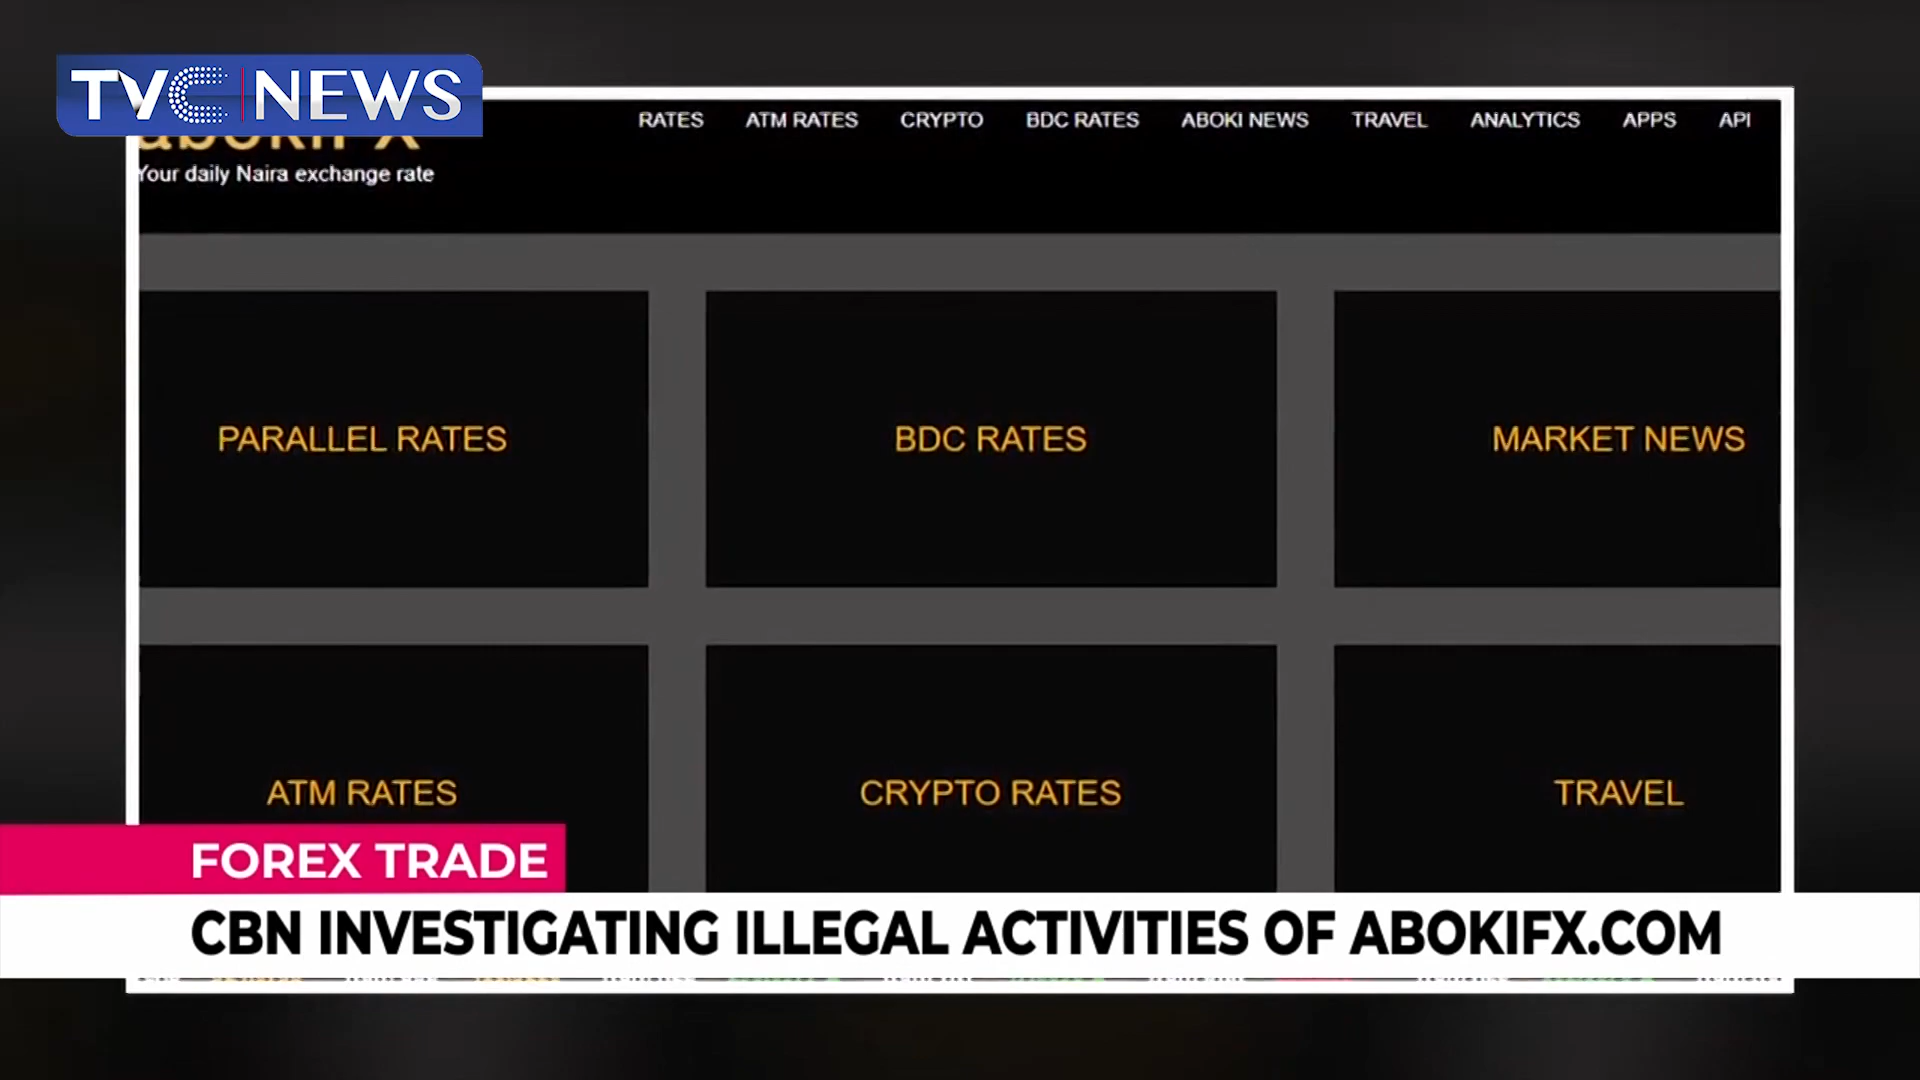 TVC NEWS
RATES ATM RATES CRYPTO BDC RATES ABOKI NEWS TRAVEL ANALYTICS APPS API
abokiFX
Your daily Naira exchange rate
PARALLEL RATES BDC RATES MARKET NEWS
ATM RATES CRYPTO RATES TRAVEL
FOREX TRADE
CBN INVESTIGATING ILLEGAL ACTIVITIES OF ABOKIFX.COM